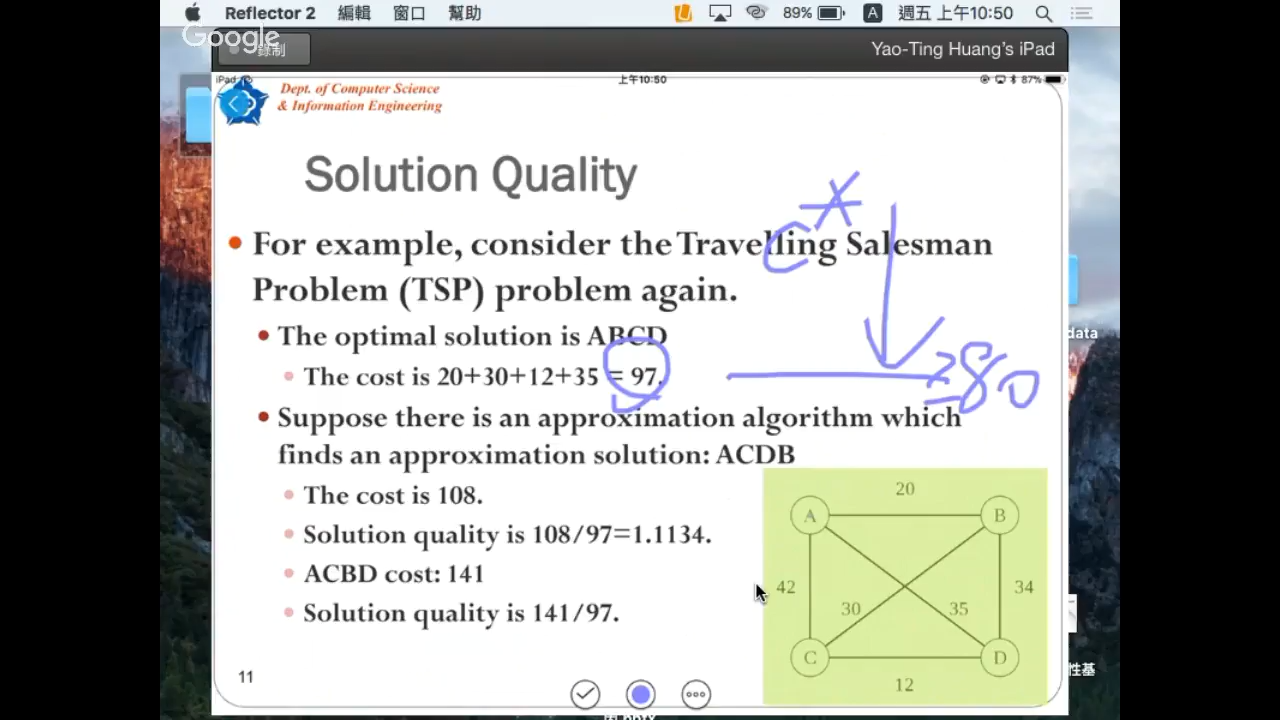 Reflector 2 編輯 窗口 幫助 89% A 週五 上午10:50
Google
錄制 Yao-Ting Huang's iPad
iPad 上午10:50 87%
Dept. of Computer Science
& Information Engineering
Solution Quality
C*
• For example, consider the Travelling Salesman
Problem (TSP) problem again.
• The optimal solution is ABCD
data
• The cost is 20+30+12+35 = 97.
≥80
• Suppose there is an approximation algorithm which
finds an approximation solution: ACDB
• The cost is 108.
• Solution quality is 108/97=1.1134.
• ACBD cost: 141
• Solution quality is 141/97.
20
A B
42 34
30 35
C D
12
11
性基